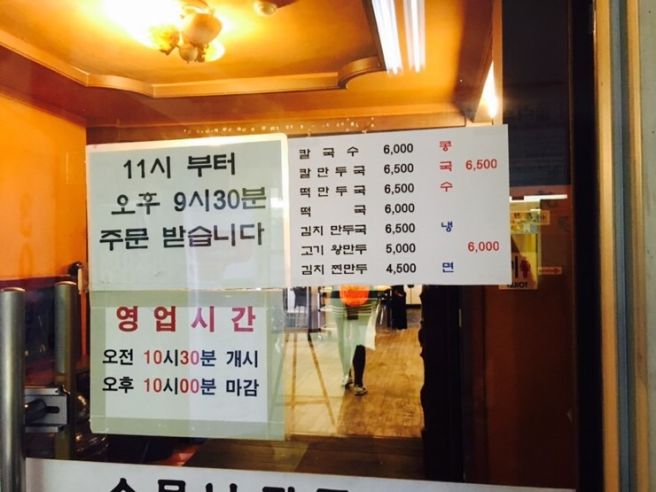 11시 부터
오후 9시30분
주문 받습니다
칼국수 6,000
칼만두국 6,500
떡만두국 6,500
떡국 6,000
김치 만두국 6,500
고기 왕만두 5,000
김치 찐만두 4,500
콩국수 6,500
냉면 6,000
영업시간
오전 10시30분 개시
오후 10시00분 마감